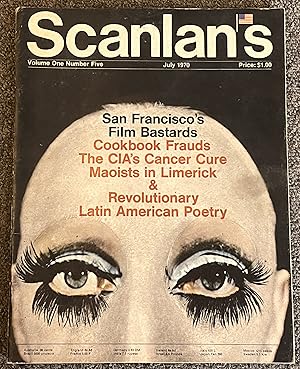 Scanlan's
Volume One Number Five July 1970 Price: $1.00
San Francisco's
Film Bastards
Cookbook Frauds
The CIA's Cancer Cure
Maoists in Limerick
&
Revolutionary
Latin American Poetry